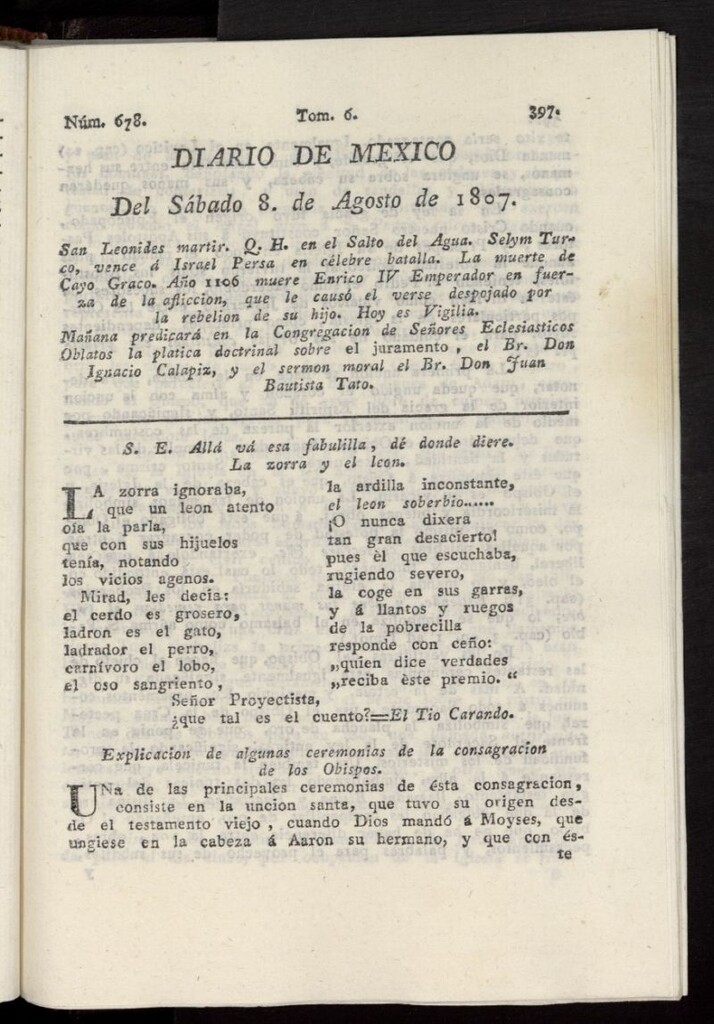 Núm. 678.
Tom. 6.
397.
DIARIO DE MEXICO
Del Sábado 8. de Agosto de 1807.
San Leonides martir. Q. H. en el Salto del Agua. Selym Tur-
co, vence á Israel Persa en célebre batalla. La muerte de
Cayo Graco. Año 1106 muere Enrico IV Emperador en fuer-
za de la afliccion, que le causó el verse despojado por
la rebelion de su hijo. Hoy es Vigilia.
Mañana predicará en la Congregacion de Señores Eclesiasticos
Oblatos la platica doctrinal sobre el juramento, el Br. Don
Ignacio Calapiz, y el sermon moral el Br. Don Juan
Bautista Tato.
S. E. Allá vá esa fabulilla, dé donde diere.
La zorra y el leon.
LA zorra ignoraba,
que un leon atento
oía la parla,
que con sus hijuelos
tenía, notando
los vicios agenos.
Mirad, les decia:
el cerdo es grosero,
ladron es el gato,
ladrador el perro,
carnívoro el lobo,
el oso sangriento,
la ardilla inconstante,
el leon soberbio......
¡O nunca dixera
tan gran desacierto!
pues èl que escuchaba,
rugiendo severo,
la coge en sus garras,
y á llantos y ruegos
de la pobrecilla
responde con ceño:
„quien dice verdades
„reciba èste premio. “
Señor Proyectista,
¿que tal es el cuento?=El Tio Carando.
Explicacion de algunas ceremonias de la consagracion
de los Obispos.
UNa de las principales ceremonias de ésta consagracion,
consiste en la uncion santa, que tuvo su origen des-
de el testamento viejo, cuando Dios mandó á Moyses, que
ungiese en la cabeza á Aaron su hermano, y que con és-
te